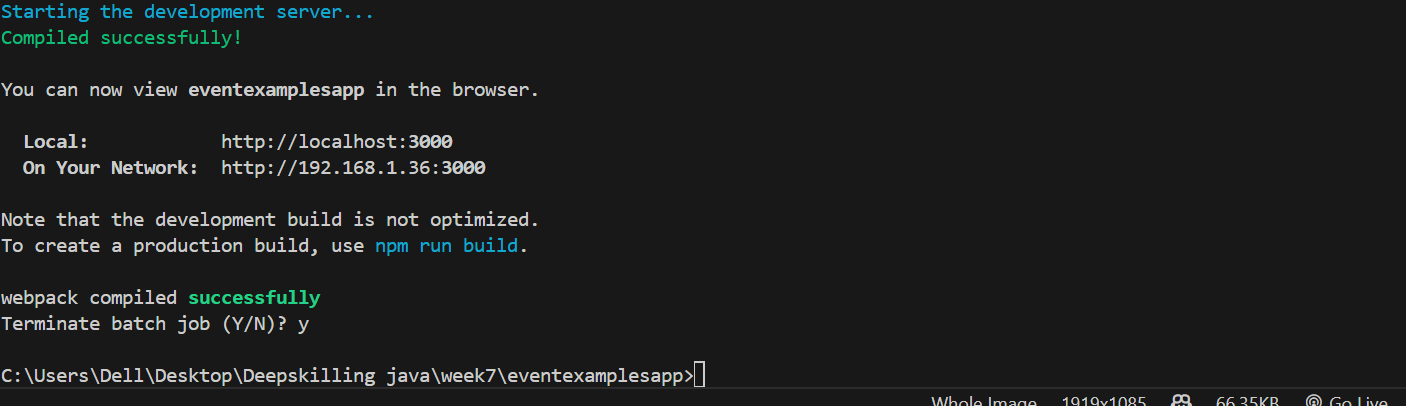 Starting the development server...
Compiled successfully!
You can now view eventexamplesapp in the browser.
Local: http://localhost:3000
On Your Network: http://192.168.1.36:3000
Note that the development build is not optimized.
To create a production build, use npm run build.
webpack compiled successfully
Terminate batch job (Y/N)? y
C:\Users\Dell\Desktop\Deepskilling java\week7\eventexamplesapp>
Whole Image 1919x1085 66.35KB Go Live